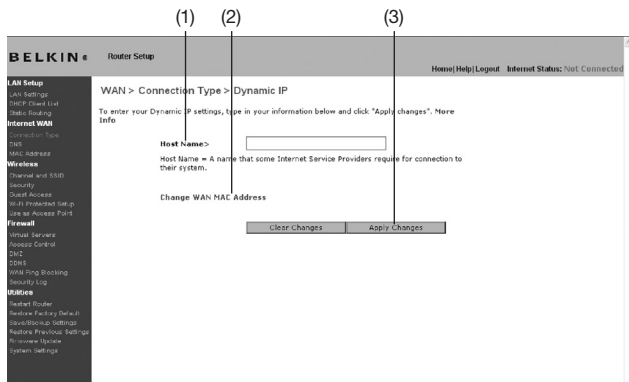 (1) (2) (3)
BELKIN Router Setup
Home|Help|Logout Internet Status: Not Connected
LAN Setup
LAN Settings
DHCP Client List
Static Routing
Internet WAN
Connection Type
DNS
MAC Address
Wireless
Channel and SSID
Security
Guest Access
Wi-Fi Protected Setup
Use as Access Point
Firewall
Virtual Servers
Access Control
DMZ
DDNS
WAN Ping Blocking
Security Log
Utilities
Restart Router
Restore Factory Default
Save/Backup Settings
Restore Previous Settings
Firmware Update
System Settings
WAN > Connection Type > Dynamic IP
To enter your Dynamic IP settings, type in your information below and click "Apply changes". More
Info
Host Name>
Host Name = A name that some Internet Service Providers require for connection to
their system.
Change WAN MAC Address
Clear Changes Apply Changes